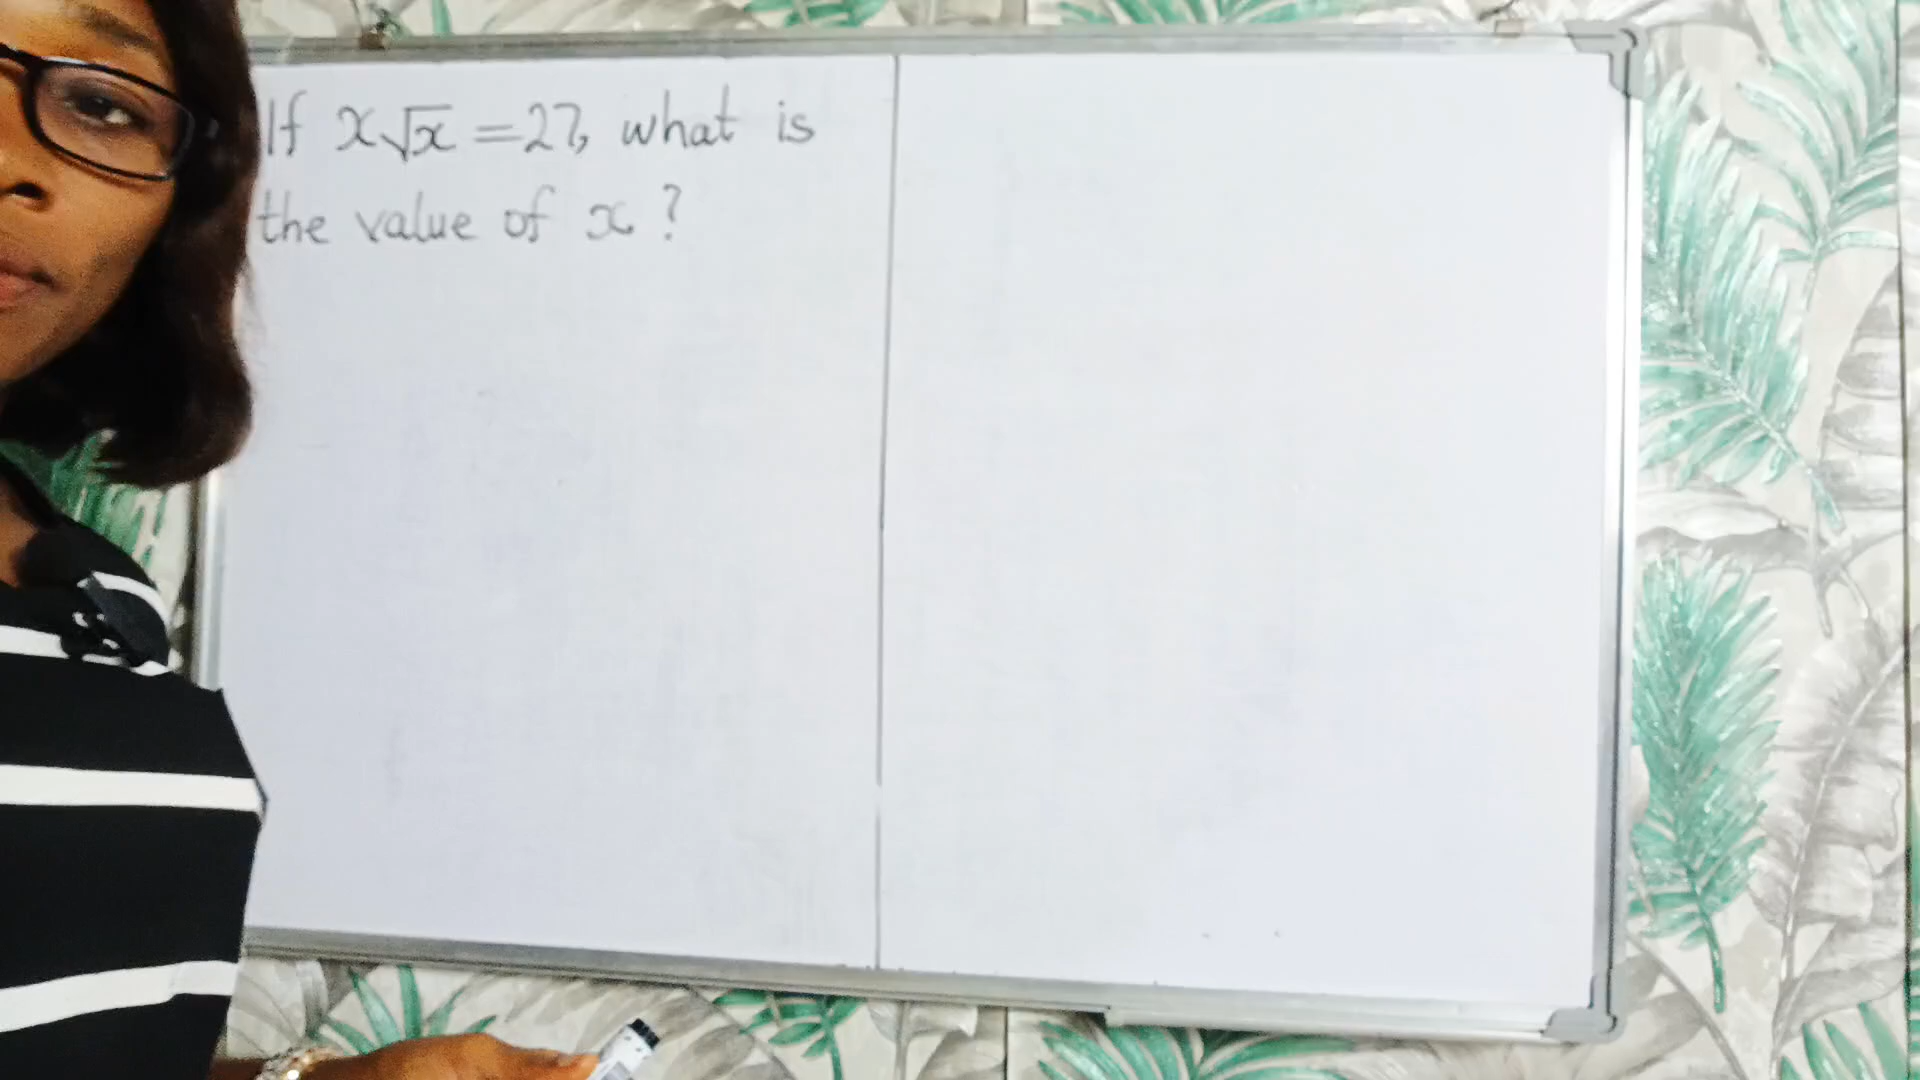 If x√x = 27, what is
the value of x ?